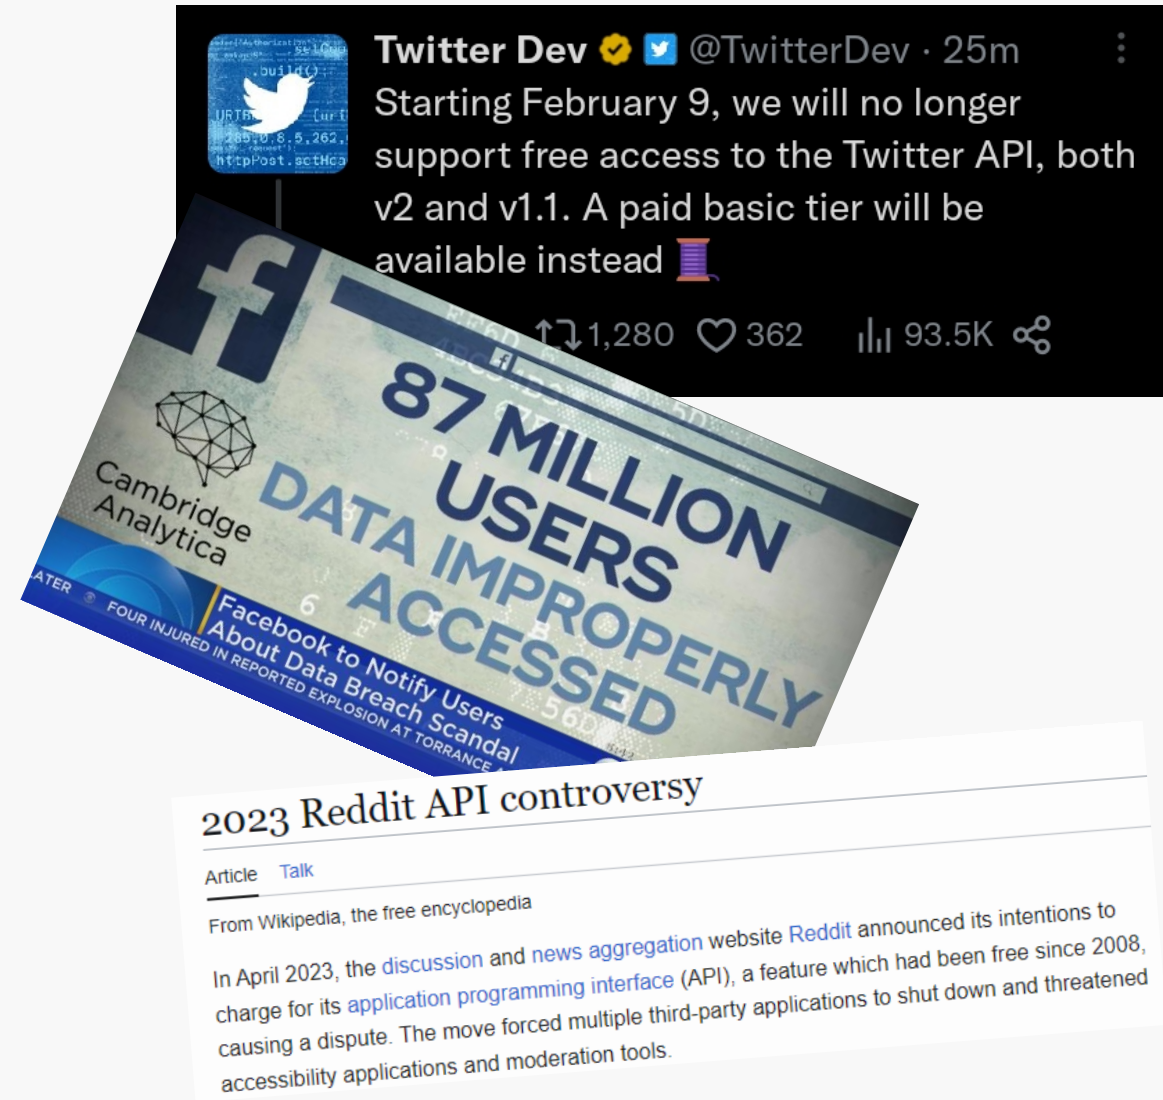 Twitter Dev @TwitterDev · 25m
Starting February 9, we will no longer
support free access to the Twitter API, both
v2 and v1.1. A paid basic tier will be
available instead
1,280 362 93.5K
.build();
httpPost.setHea
f
87 MILLION
USERS
DATA IMPROPERLY
ACCESSED
Cambridge
Analytica
Facebook to Notify Users
About Data Breach Scandal
LATER FOUR INJURED IN REPORTED EXPLOSION AT TORRANCE
2023 Reddit API controversy
Article Talk
From Wikipedia, the free encyclopedia
In April 2023, the discussion and news aggregation website Reddit announced its intentions to
charge for its application programming interface (API), a feature which had been free since 2008,
causing a dispute. The move forced multiple third-party applications to shut down and threatened
accessibility applications and moderation tools.